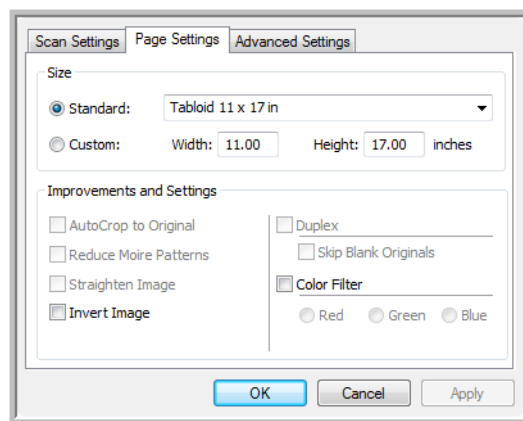 Scan Settings Page Settings Advanced Settings
Size
Standard: Tabloid 11 x 17 in
Custom: Width: 11.00 Height: 17.00 inches
Improvements and Settings
AutoCrop to Original Duplex
Reduce Moire Patterns Skip Blank Originals
Straighten Image Color Filter
Invert Image Red Green Blue
OK Cancel Apply